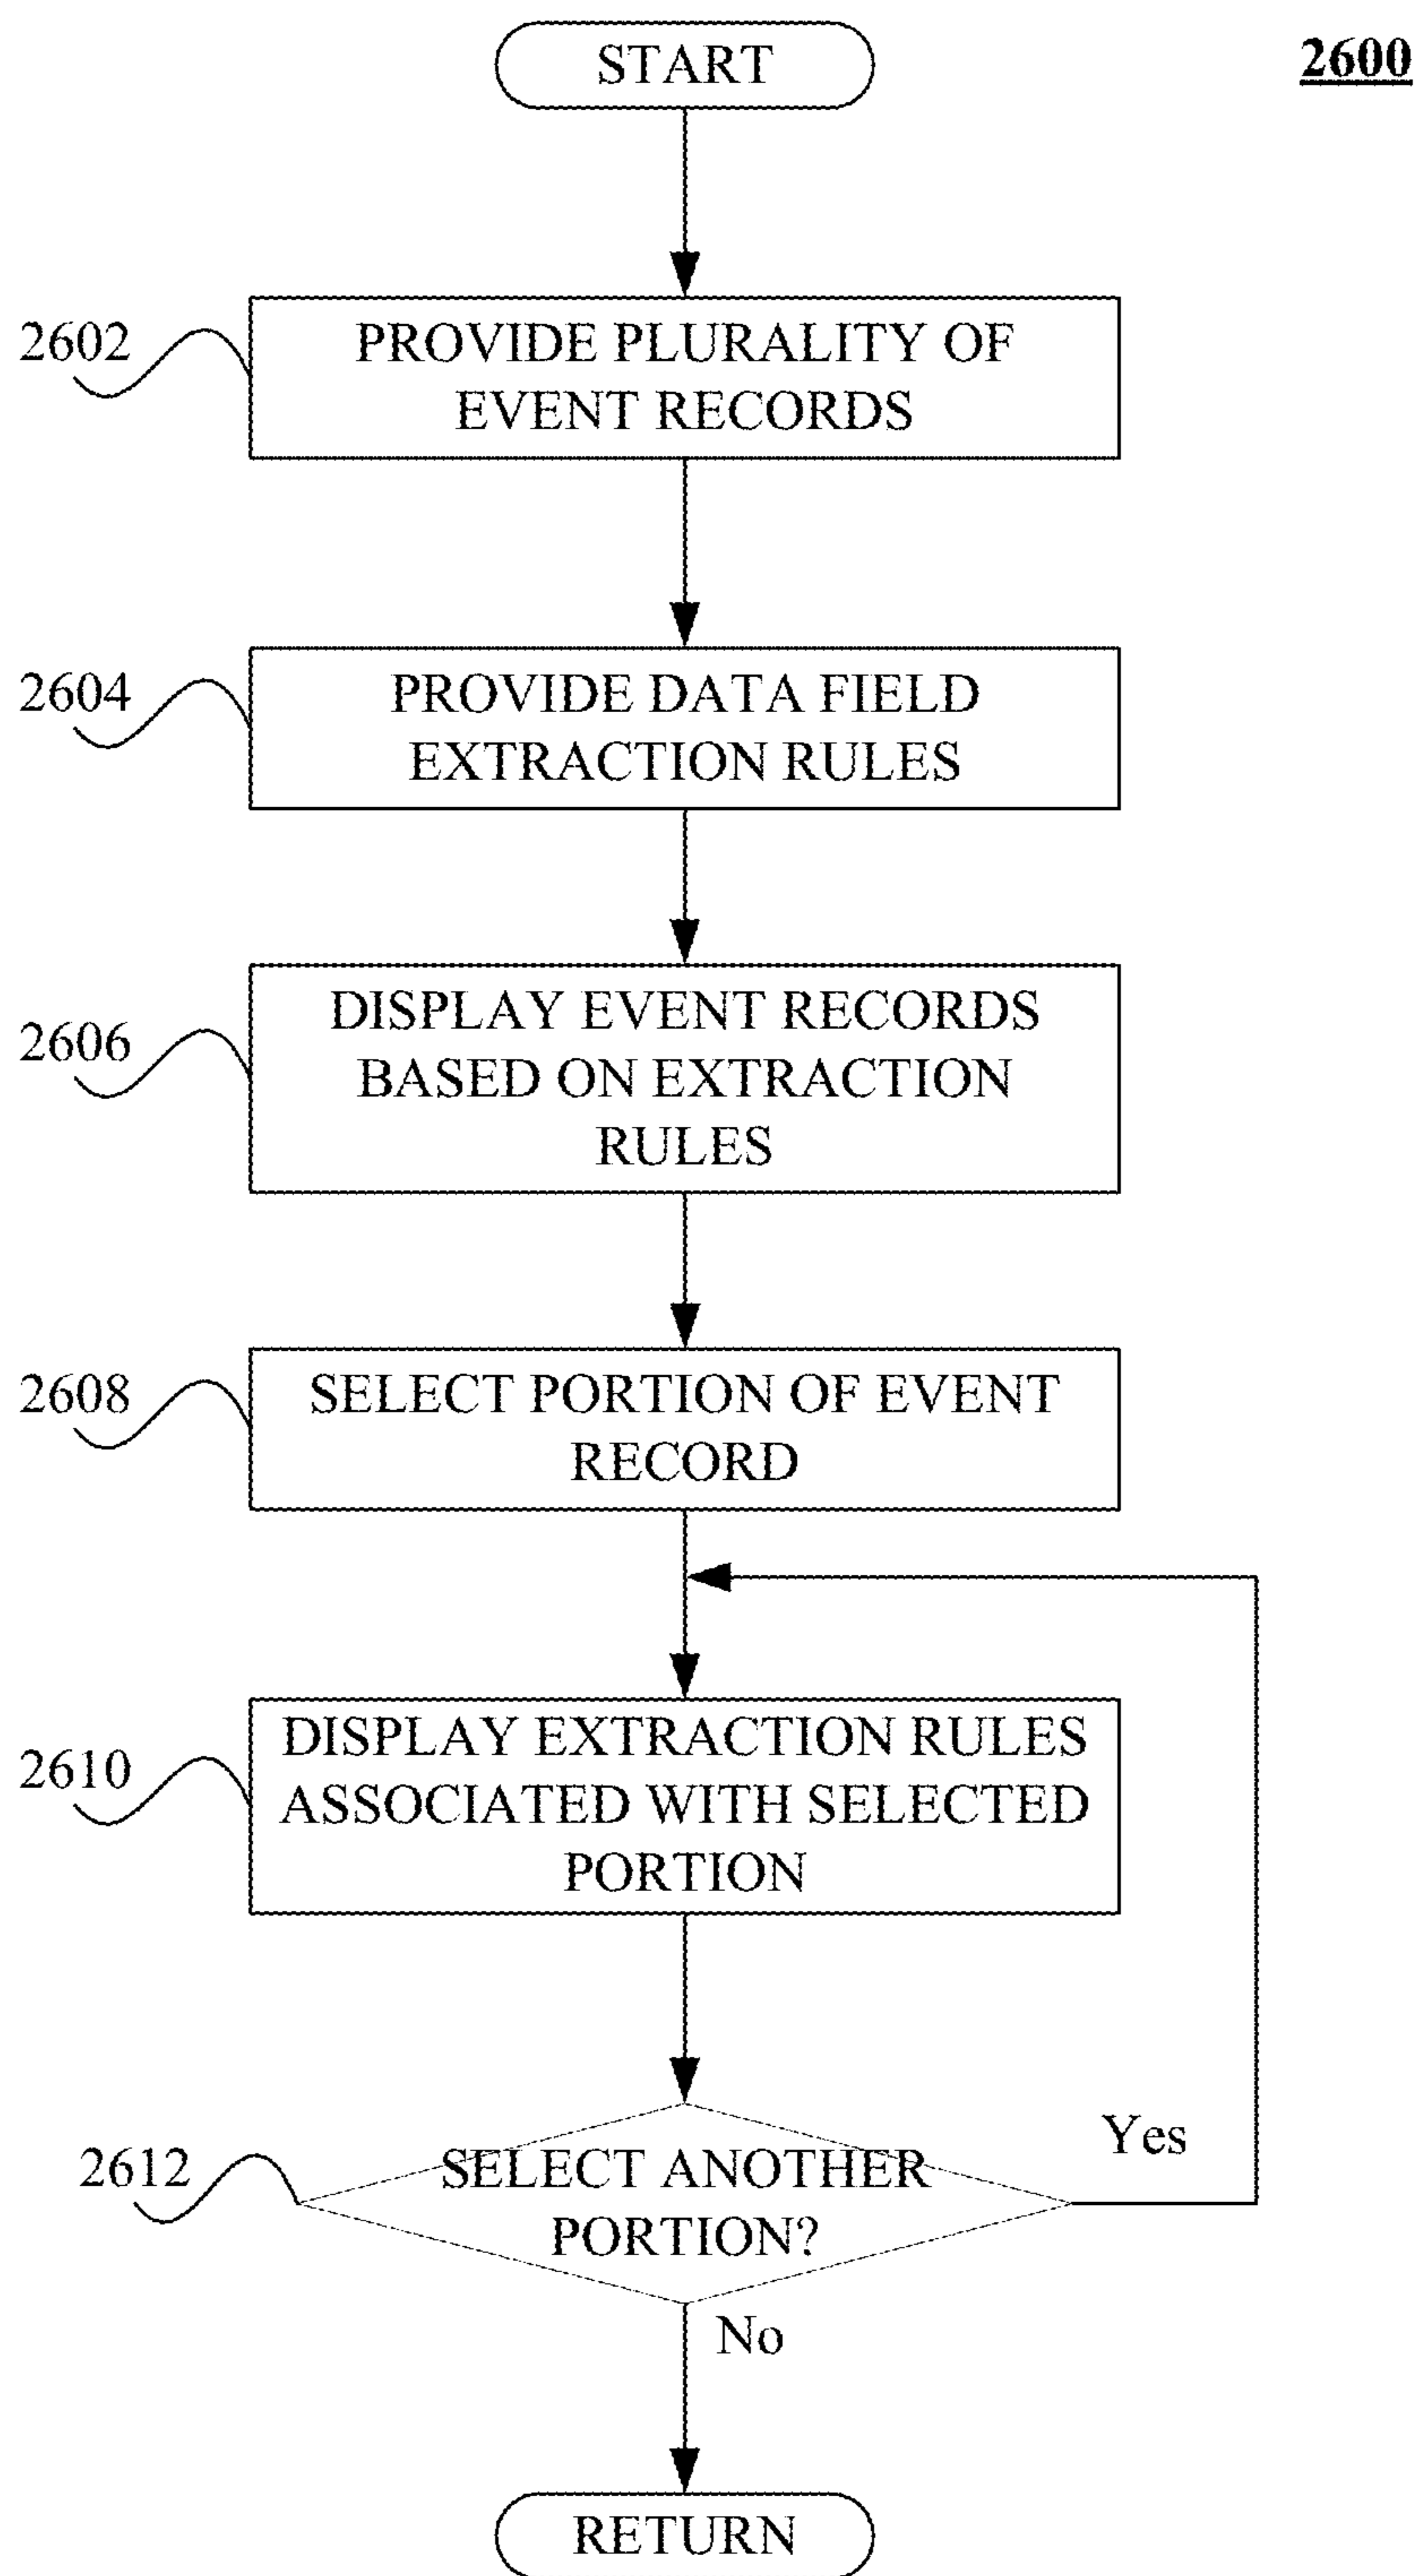 START
2600
2602
PROVIDE PLURALITY OF
EVENT RECORDS
2604
PROVIDE DATA FIELD
EXTRACTION RULES
2606
DISPLAY EVENT RECORDS
BASED ON EXTRACTION
RULES
2608
SELECT PORTION OF EVENT
RECORD
2610
DISPLAY EXTRACTION RULES
ASSOCIATED WITH SELECTED
PORTION
2612
SELECT ANOTHER
PORTION?
Yes
No
RETURN